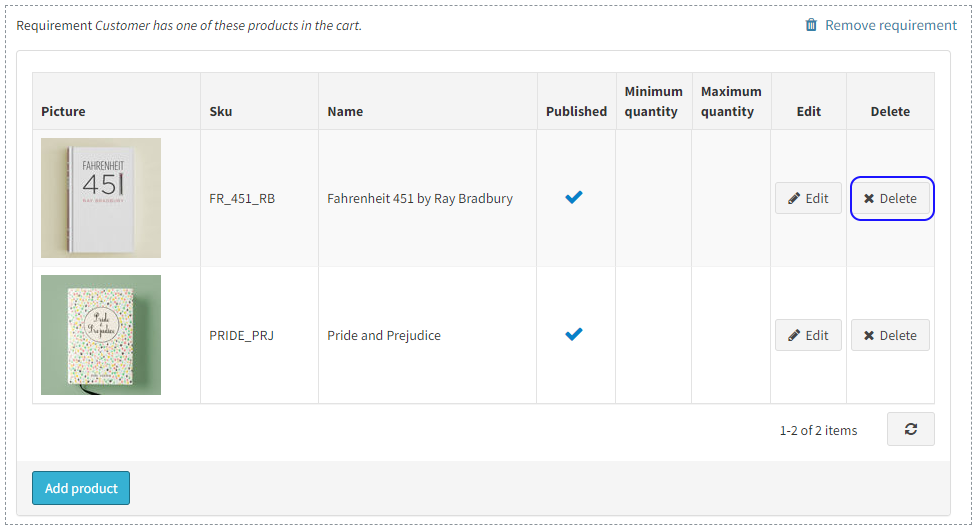 Requirement Customer has one of these products in the cart.
Remove requirement
Picture
Sku
Name
Published
Minimum
quantity
Maximum
quantity
Edit
Delete
FAHRENHEIT
451
RAY BRADBURY
FR_451_RB
Fahrenheit 451 by Ray Bradbury
Edit
Delete
Pride
&
Prejudice
PRIDE_PRJ
Pride and Prejudice
Edit
Delete
1-2 of 2 items
Add product